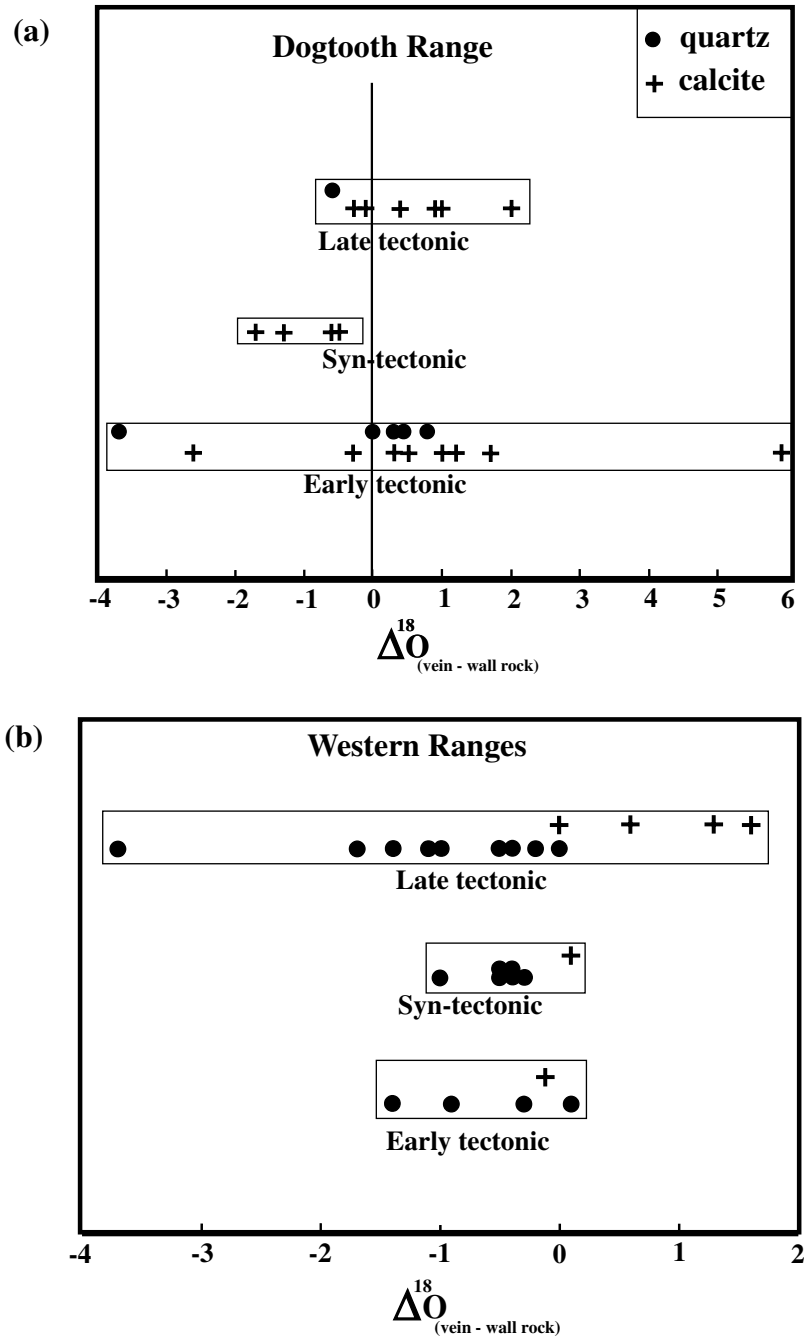 (a)
Dogtooth Range
quartz
calcite
Late tectonic
Syn-tectonic
Early tectonic
-4 -3 -2 -1 0 1 2 3 4 5 6
Δ18O(vein - wall rock)
(b)
Western Ranges
Late tectonic
Syn-tectonic
Early tectonic
-4 -3 -2 -1 0 1 2
Δ18O(vein - wall rock)